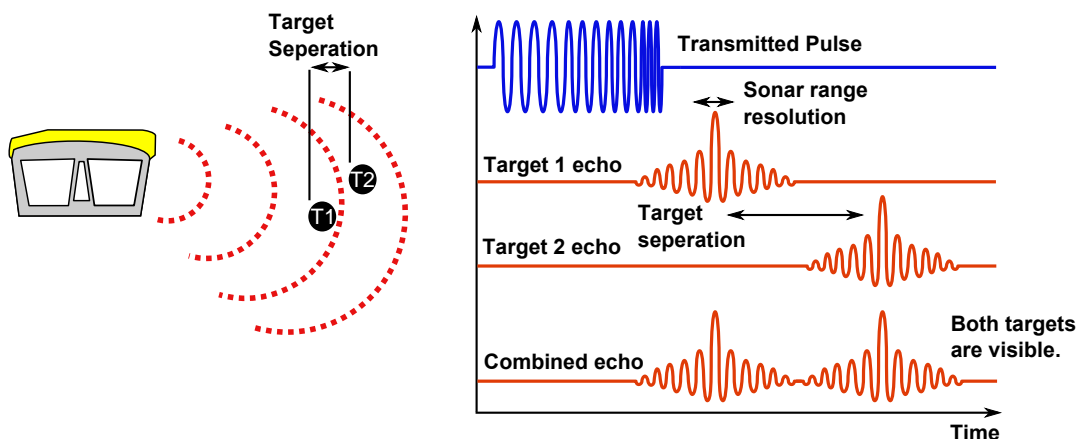 Target
Seperation
T1
T2
Transmitted Pulse
Sonar range
resolution
Target 1 echo
Target
seperation
Target 2 echo
Combined echo
Both targets
are visible.
Time